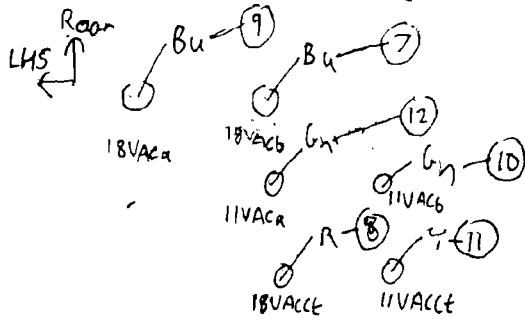 Rear
LHS
Bu 9
Bu 7
18VACa
18VACb
Gn 12
Gn 10
11VACa
11VACb
R 8
Y 11
18VACCt
11VACCt